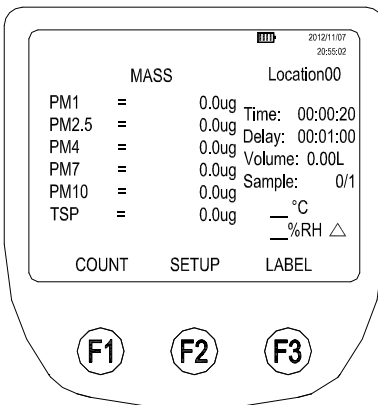 2012/11/07
20:55:02
MASS
Location00
PM1 = 0.0ug
PM2.5 = 0.0ug
PM4 = 0.0ug
PM7 = 0.0ug
PM10 = 0.0ug
TSP = 0.0ug
Time: 00:00:20
Delay: 00:01:00
Volume: 0.00L
Sample: 0/1
__°C
__%RH △
COUNT SETUP LABEL
F1 F2 F3